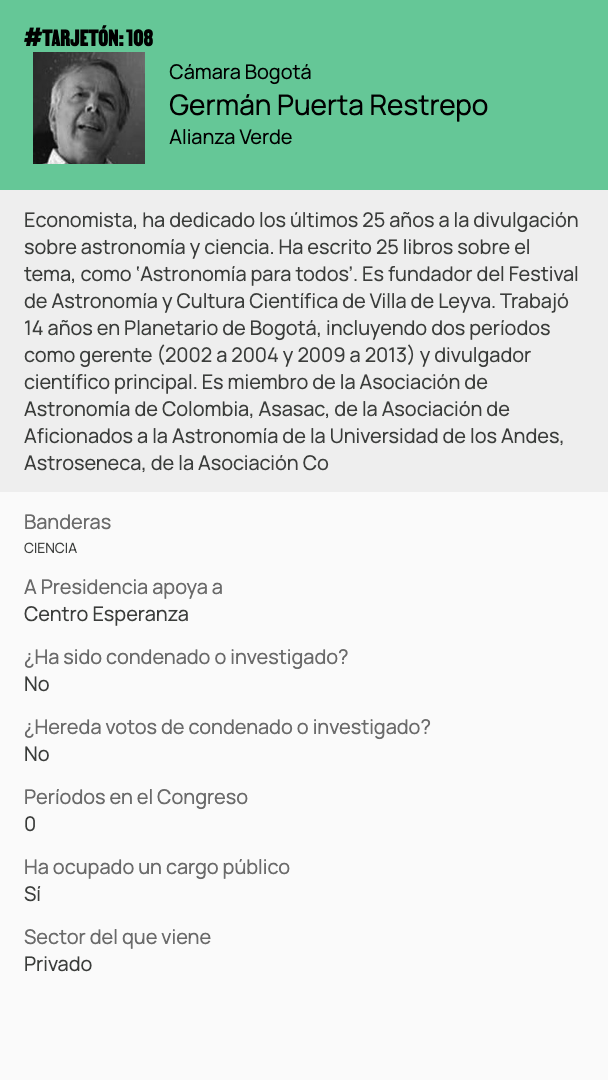 #TARJETÓN: 108
Cámara Bogotá
Germán Puerta Restrepo
Alianza Verde
Economista, ha dedicado los últimos 25 años a la divulgación
sobre astronomía y ciencia. Ha escrito 25 libros sobre el
tema, como ‘Astronomía para todos’. Es fundador del Festival
de Astronomía y Cultura Científica de Villa de Leyva. Trabajó
14 años en Planetario de Bogotá, incluyendo dos períodos
como gerente (2002 a 2004 y 2009 a 2013) y divulgador
científico principal. Es miembro de la Asociación de
Astronomía de Colombia, Asasac, de la Asociación de
Aficionados a la Astronomía de la Universidad de los Andes,
Astroseneca, de la Asociación Co
Banderas
CIENCIA
A Presidencia apoya a
Centro Esperanza
¿Ha sido condenado o investigado?
No
¿Hereda votos de condenado o investigado?
No
Períodos en el Congreso
0
Ha ocupado un cargo público
Sí
Sector del que viene
Privado